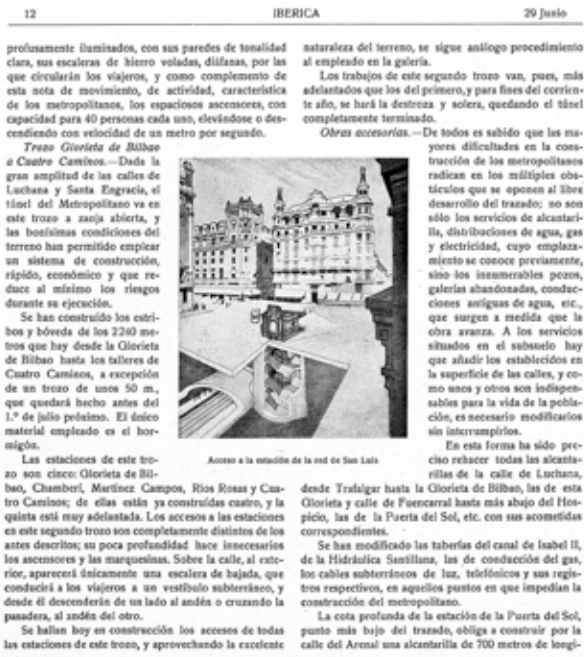 12
IBERICA
29 Junio
profusamente iluminados, con sus paredes de tonalidad
clara, sus escaleras de hierro voladas, diáfanas, por las
que circularán los viajeros, y como complemento de
esta nota de movimiento, de actividad, característica
de los metropolitanos, los espaciosos ascensores, con
capacidad para 40 personas cada uno, elevándose o des-
cendiendo con velocidad de un metro por segundo.
Trozo Glorieta de Bilbao
a Cuatro Caminos.—Dada la
gran amplitud de las calles de
Luchana y Santa Engracia, el
túnel del Metropolitano va en
este trozo a zanja abierta, y
las bonísimas condiciones del
terreno han permitido emplear
un sistema de construcción,
rápido, económico y que re-
duce al mínimo los riesgos
durante su ejecución.
Se han construído los estri-
bos y bóveda de los 2240 me-
tros que hay desde la Glorieta
de Bilbao hasta los talleres de
Cuatro Caminos, a excepción
de un trozo de unos 50 m.,
que quedará hecho antes del
1.º de julio próximo. El único
material empleado es el hor-
migón.
Las estaciones de este tro-
zo son cinco: Glorieta de Bil-
bao, Chamberí, Martínez Campos, Ríos Rosas y Cua-
tro Caminos; de ellas están ya construídas cuatro, y la
quinta está muy adelantada. Los accesos a las estaciones
en este segundo trozo son completamente distintos de los
antes descritos; su poca profundidad hace innecesarios
los ascensores y las marquesinas. Sobre la calle, al exte-
rior, aparecerá únicamente una escalera de bajada, que
conducirá a los viajeros a un vestíbulo subterráneo, y
desde él descenderán de un lado al andén o cruzando la
pasadera, al andén del otro.
Se hallan hoy en construcción los accesos de todas
las estaciones de este trozo, y aprovechando la excelente
Acceso a la estación de la red de San Luis
naturaleza del terreno, se sigue análogo procedimiento
al empleado en la galería.
Los trabajos de este segundo trozo van, pues, más
adelantados que los del primero, y para fines del corrien-
te año, se hará la destroza y solera, quedando el túnel
completamente terminado.
Obras accesorias.—De todos es sabido que las ma-
yores dificultades en la cons-
trucción de los metropolitanos
radican en los múltiples obs-
táculos que se oponen al libre
desarrollo del trazado; no son
sólo los servicios de alcantari-
lla, distribuciones de agua, gas
y electricidad, cuyo emplaza-
miento se conoce previamente,
sino los innumerables pozos,
galerías abandonadas, conduc-
ciones antiguas de agua, etc.,
que surgen a medida que la
obra avanza. A los servicios
situados en el subsuelo hay
que añadir los establecidos en
la superficie de las calles, y co-
mo unos y otros son indispen-
sables para la vida de la pobla-
ción, es necesario modificarlos
sin interrumpirlos.
En esta forma ha sido pre-
ciso rehacer todas las alcanta-
rillas de la calle de Luchana,
desde Trafalgar hasta la Glorieta de Bilbao, las de esta
Glorieta y calle de Fuencarral hasta más abajo del Hos-
picio, las de la Puerta del Sol, etc. con sus acometidas
correspondientes.
Se han modificado las tuberías del canal de Isabel II,
de la Hidráulica Santillana, las de conducción del gas,
los cables subterráneos de luz, telefónicos y sus regis-
tros respectivos, en aquellos puntos en que impedían la
construcción del metropolitano.
La cota profunda de la estación de la Puerta del Sol,
punto más bajo del trazado, obliga a construir por la
calle del Arenal una alcantarilla de 700 metros de longi-